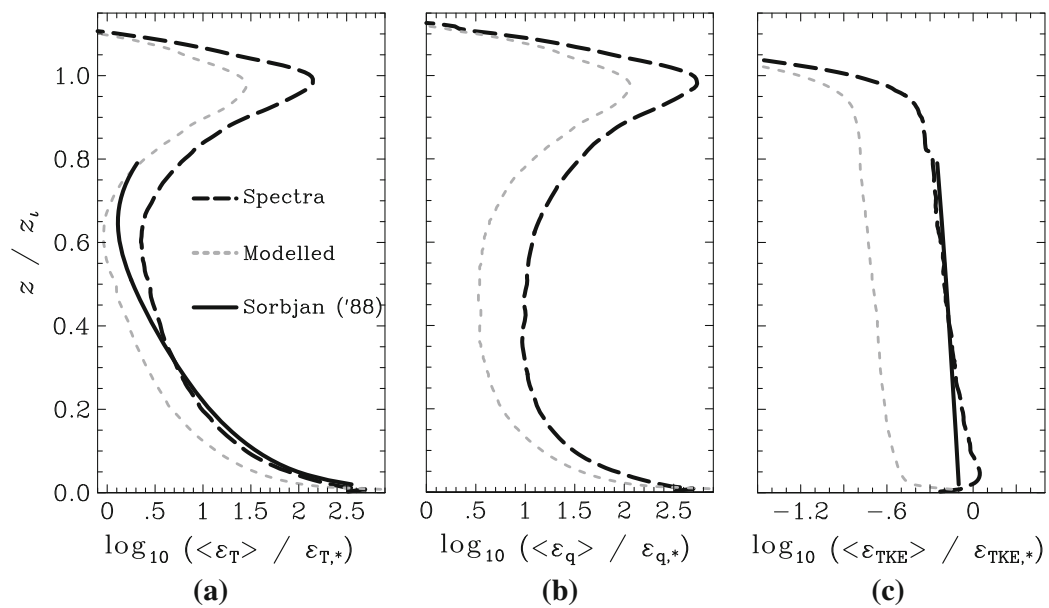 1.0
0.8
0.6
0.4
0.2
0.0
z / zι
Spectra
Modelled
Sorbjan ('88)
0 .5 1 1.5 2 2.5
0 .5 1 1.5 2 2.5
−1.2 −0.6 0
log10 (<εT> / εT,*)
log10 (<εq> / εq,*)
log10 (<εTKE> / εTKE,*)
(a)
(b)
(c)